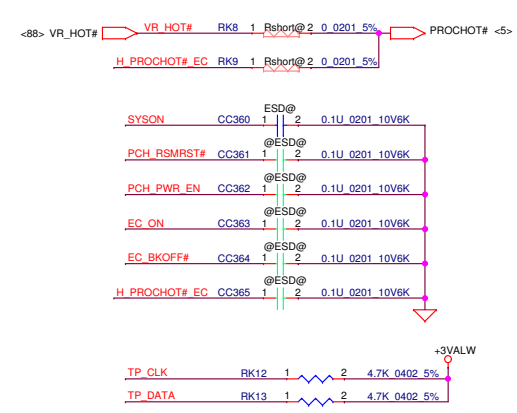 <88> VR_HOT# VR_HOT# RK8 1 Rshort@ 2 0_0201_5% PROCHOT# <5>
H_PROCHOT#_EC RK9 1 Rshort@ 2 0_0201_5%
ESD@
SYSON CC360 1 2 0.1U_0201_10V6K
@ESD@
PCH_RSMRST# CC361 1 2 0.1U_0201_10V6K
@ESD@
PCH_PWR_EN CC362 1 2 0.1U_0201_10V6K
@ESD@
EC_ON CC363 1 2 0.1U_0201_10V6K
@ESD@
EC_BKOFF# CC364 1 2 0.1U_0201_10V6K
@ESD@
H_PROCHOT#_EC CC365 1 2 0.1U_0201_10V6K
+3VALW
TP_CLK RK12 1 2 4.7K_0402_5%
TP_DATA RK13 1 2 4.7K_0402_5%